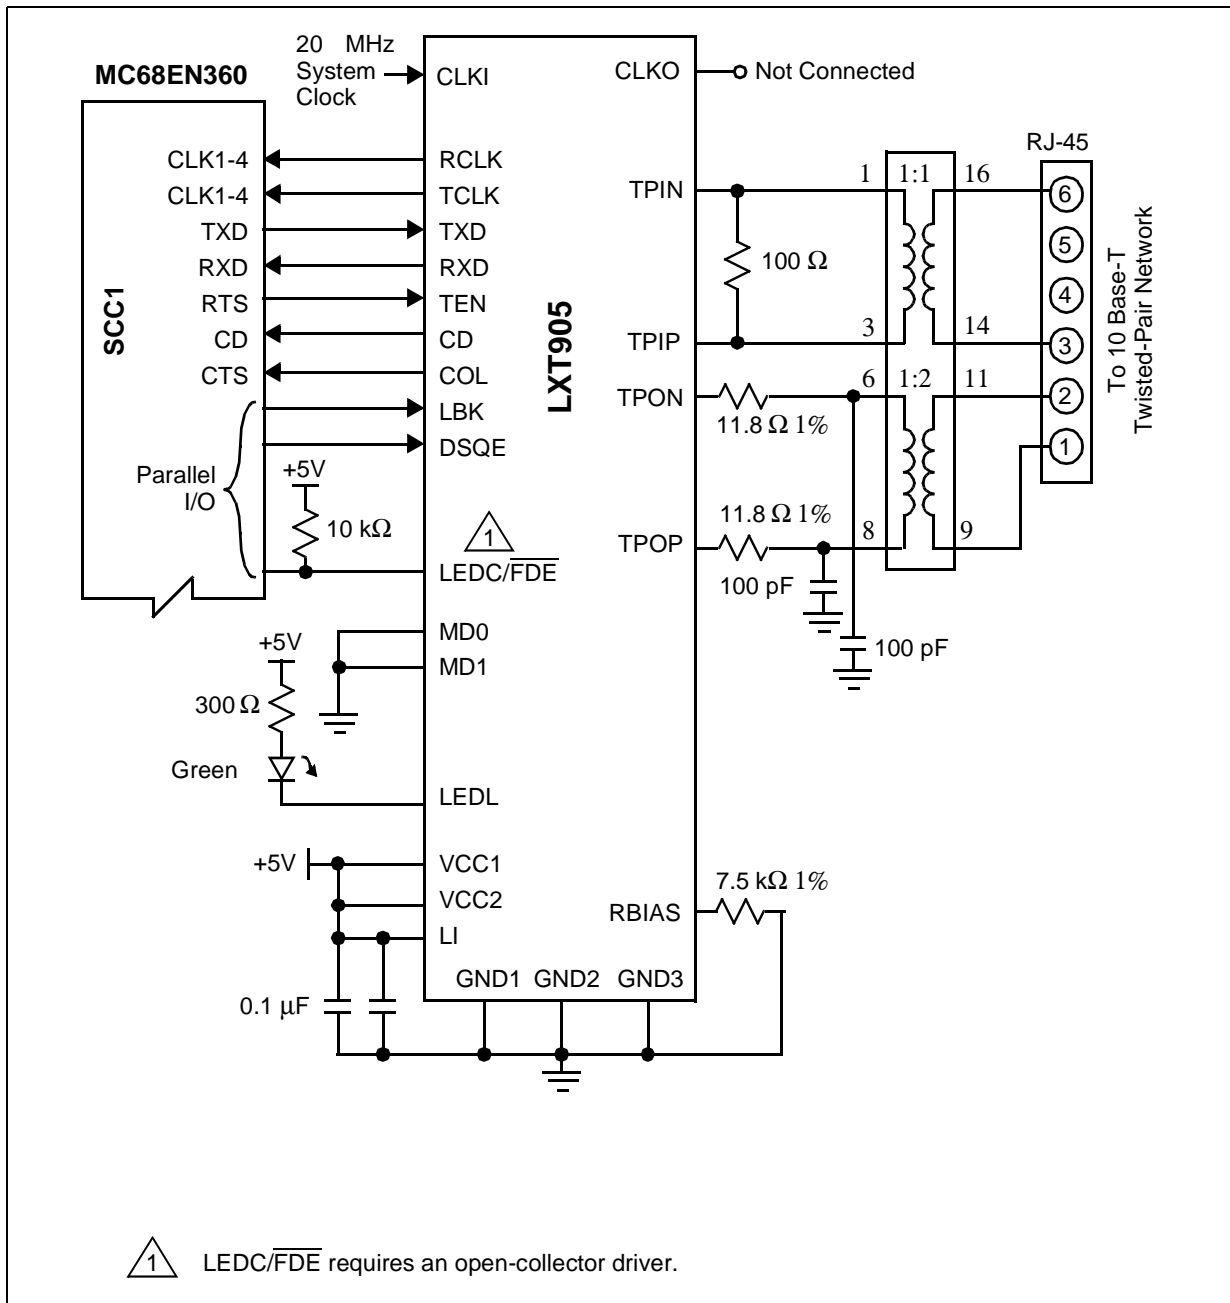 20 MHz
System
Clock
MC68EN360
CLKI
CLKO
Not Connected
RJ-45
CLK1-4
RCLK
CLK1-4
TCLK
TXD
TXD
RXD
RXD
RTS
TEN
CD
CD
CTS
COL
LBK
DSQE
SCC1
Parallel
I/O
+5V
10 kΩ
1
LEDC/FDE
LXT905
MD0
MD1
+5V
300 Ω
Green
LEDL
+5V
VCC1
VCC2
LI
0.1 µF
GND1
GND2
GND3
RBIAS
7.5 kΩ 1%
TPIN
1
1:1
16
100 Ω
TPIP
3
14
TPON
6
1:2
11
11.8 Ω 1%
11.8 Ω 1%
TPOP
8
9
100 pF
100 pF
6
5
4
3
2
1
To 10 Base-T
Twisted-Pair Network
1 LEDC/FDE requires an open-collector driver.